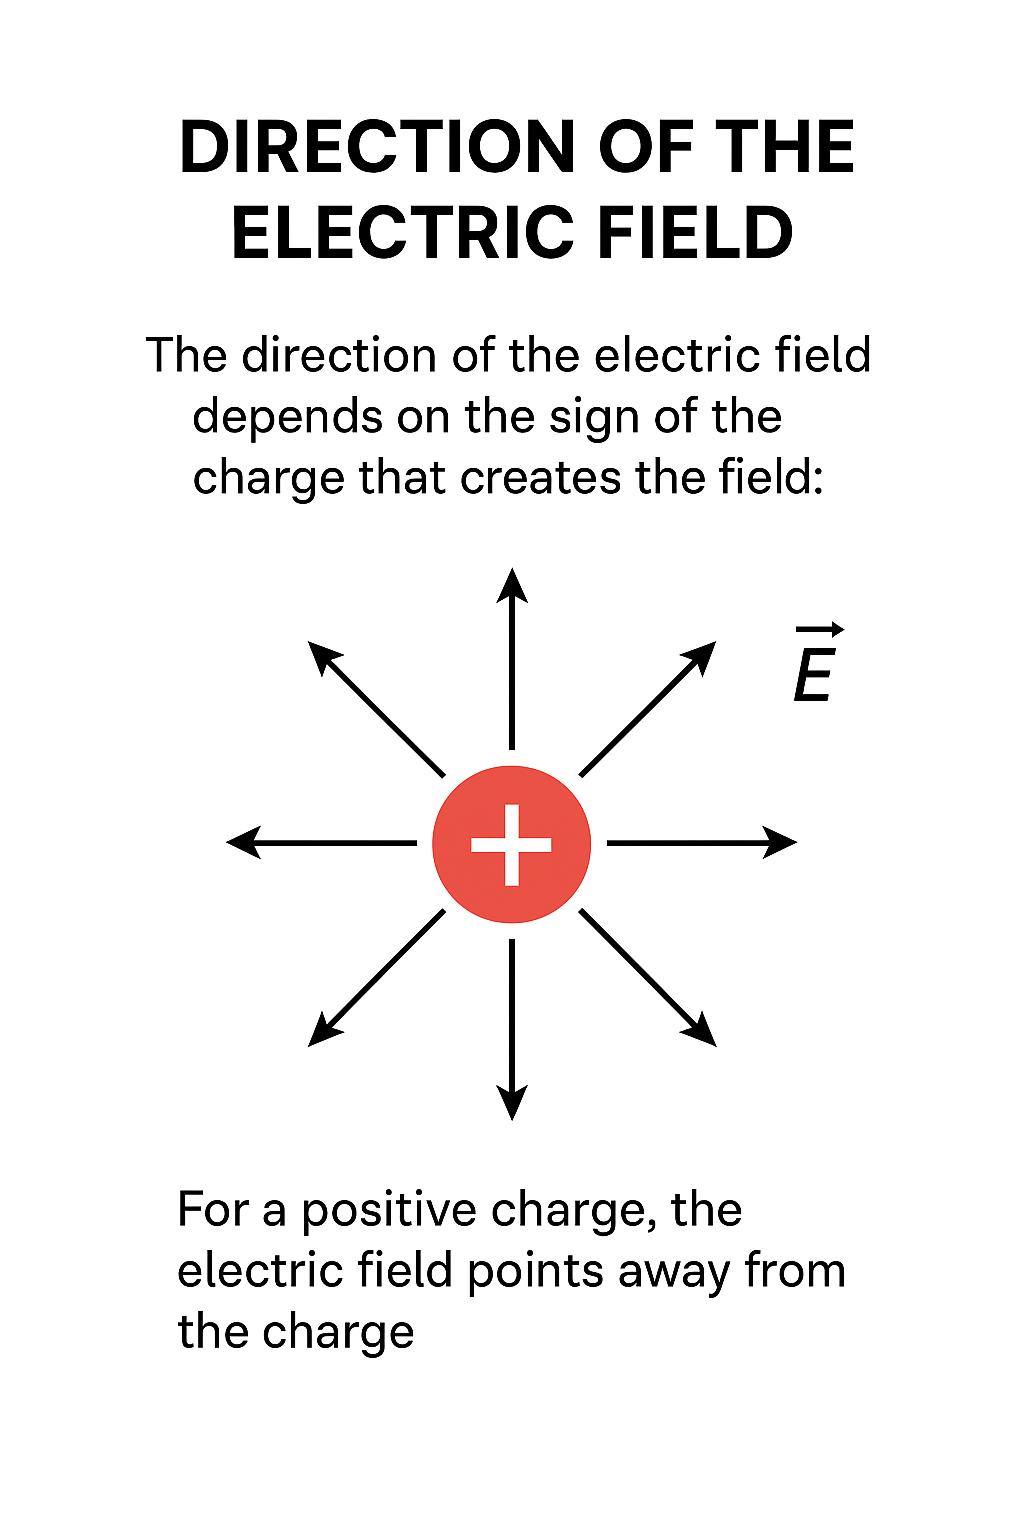 DIRECTION OF THE
ELECTRIC FIELD
The direction of the electric field
depends on the sign of the
charge that creates the field:
E
+
For a positive charge, the
electric field points away from
the charge